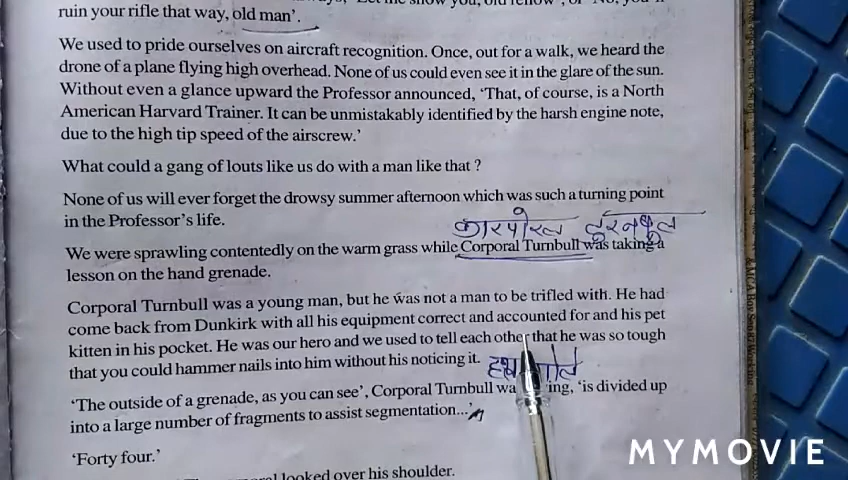 ruin your rifle that way, old man'.
We used to pride ourselves on aircraft recognition. Once, out for a walk, we heard the
drone of a plane flying high overhead. None of us could even see it in the glare of the sun.
Without even a glance upward the Professor announced, 'That, of course, is a North
American Harvard Trainer. It can be unmistakably identified by the harsh engine note,
due to the high tip speed of the airscrew.'
What could a gang of louts like us do with a man like that ?
None of us will ever forget the drowsy summer afternoon which was such a turning point
in the Professor's life.
कारपोरल टूरनबुल
We were sprawling contentedly on the warm grass while Corporal Turnbull was taking a
lesson on the hand grenade.
Corporal Turnbull was a young man, but he was not a man to be trifled with. He had
come back from Dunkirk with all his equipment correct and accounted for and his pet
kitten in his pocket. He was our hero and we used to tell each other that he was so tough
that you could hammer nails into him without his noticing it.
'The outside of a grenade, as you can see', Corporal Turnbull 'is divided up
into a large number of fragments to assist segmentation...'
'Forty four.'
looked over his shoulder.
MYMOVIE